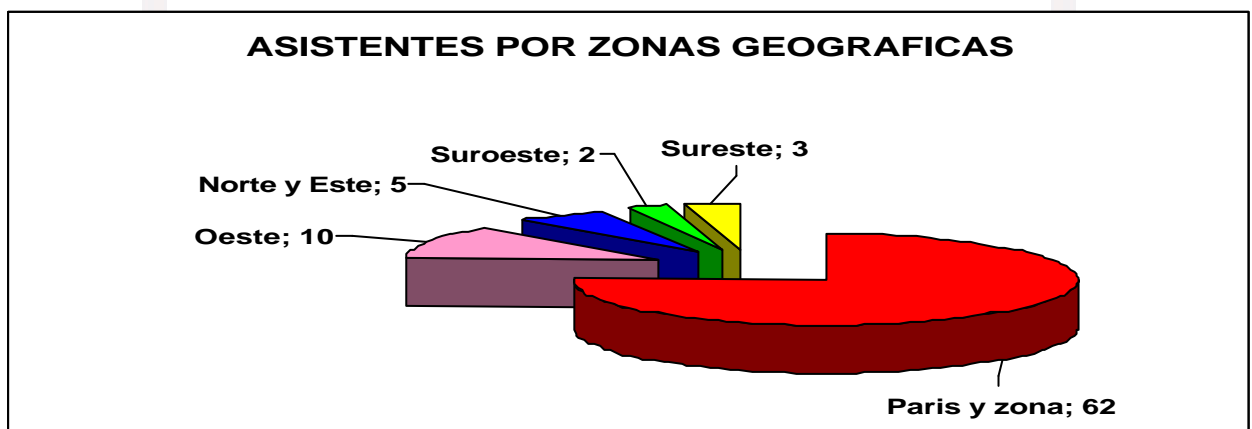 ASISTENTES POR ZONAS GEOGRAFICAS
Suroeste; 2
Sureste; 3
Norte y Este; 5
Oeste; 10
Paris y zona; 62